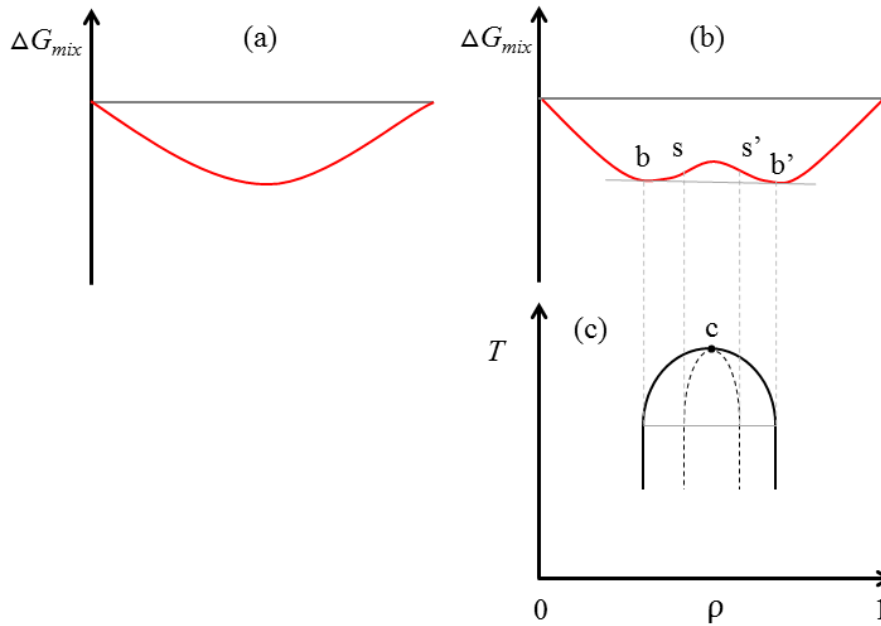 ΔG_mix (a)
ΔG_mix (b)
b s s’ b’
(c) c
T
0 ρ 1